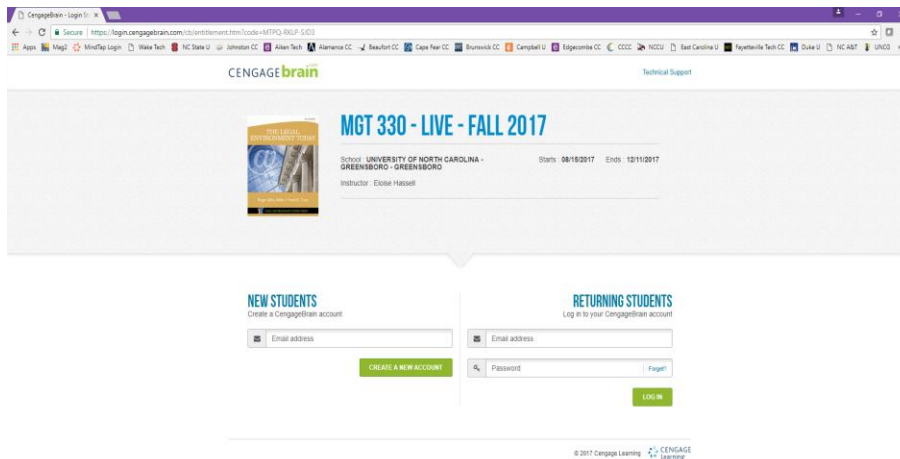 CengageBrain - Login
Secure https://login.cengagebrain.com/cb/entitlement.htm?code=MTPQ-RKLP-SJD3
Apps Mag2 MindTap Login Wake Tech NC State U Johnston CC Aiken Tech Alamance CC Beaufort CC Cape Fear CC Brunswick CC Campbell U Edgecombe CC CCCC NCCU East Carolina U Fayetteville Tech CC Duke U NC A&T UNCG
CENGAGEbrain
Technical Support
THE LEGAL
ENVIRONMENT TODAY
MGT 330 - LIVE - FALL 2017
School : UNIVERSITY OF NORTH CAROLINA -
GREENSBORO - GREENSBORO
Starts : 08/15/2017 Ends : 12/11/2017
Instructor : Eloise Hassell
NEW STUDENTS
Create a CengageBrain account
Email address
CREATE A NEW ACCOUNT
RETURNING STUDENTS
Log in to your CengageBrain account
Email address
Password
Forgot?
LOG IN
© 2017 Cengage Learning
CENGAGE
Learning